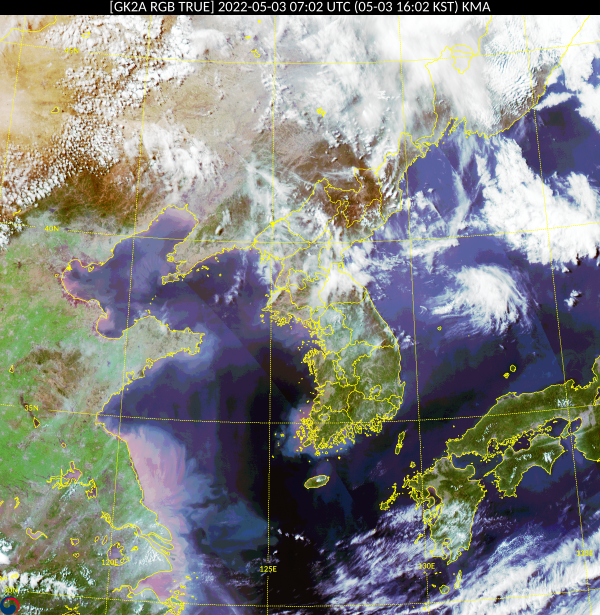 [GK2A RGB TRUE] 2022-05-03 07:02 UTC (05-03 16:02 KST) KMA
40N
35N
120E
125E
130E